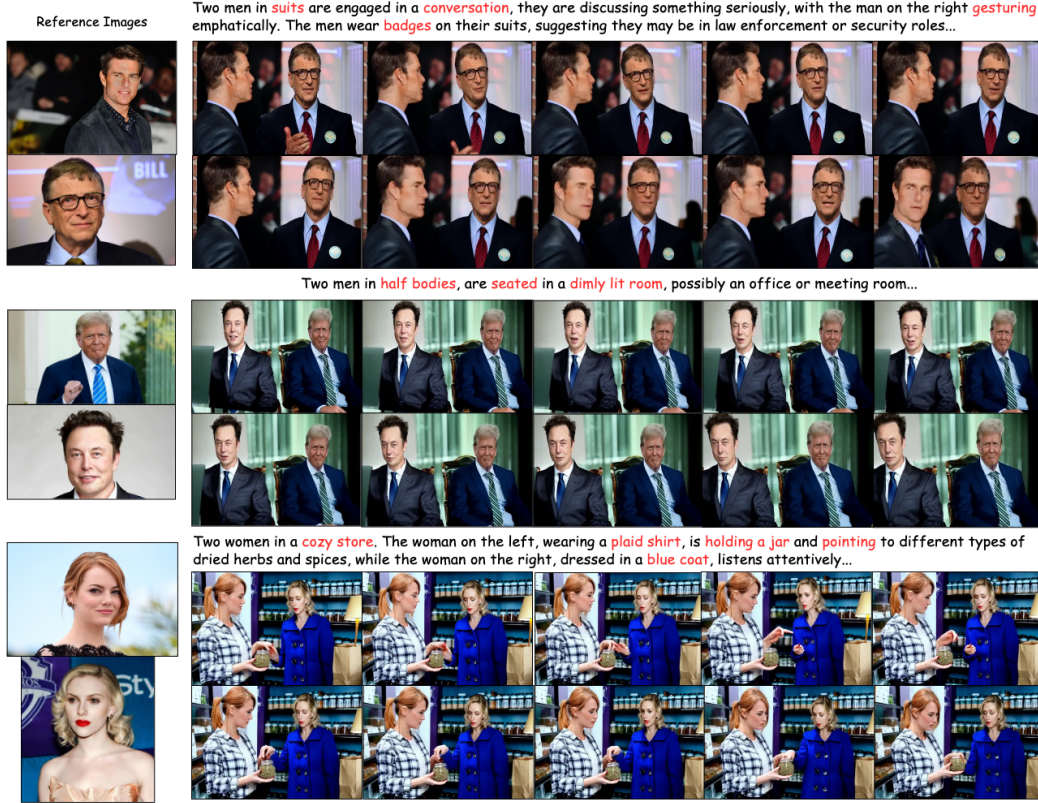 Reference Images
Two men in suits are engaged in a conversation, they are discussing something seriously, with the man on the right gesturing
emphatically. The men wear badges on their suits, suggesting they may be in law enforcement or security roles...
BILL
Two men in half bodies, are seated in a dimly lit room, possibly an office or meeting room...
Two women in a cozy store. The woman on the left, wearing a plaid shirt, is holding a jar and pointing to different types of
dried herbs and spices, while the woman on the right, dressed in a blue coat, listens attentively...
Sty
ROS.